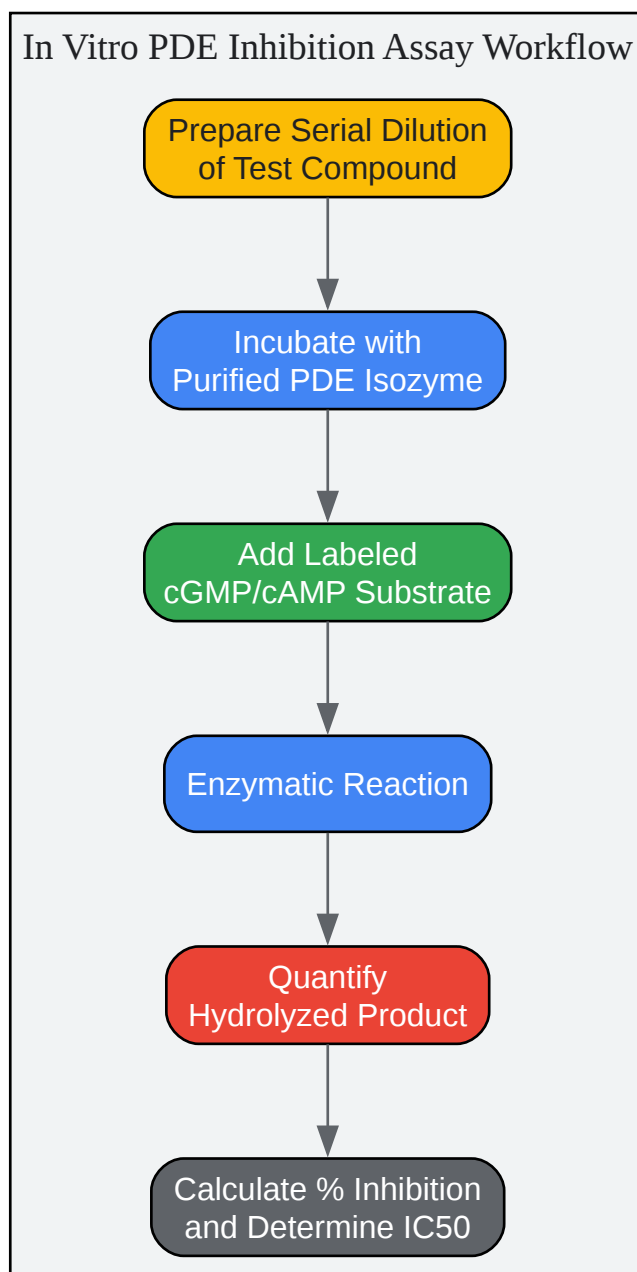 In Vitro PDE Inhibition Assay Workflow
Prepare Serial Dilution
of Test Compound
Incubate with
Purified PDE Isozyme
Add Labeled
cGMP/cAMP Substrate
Enzymatic Reaction
Quantify
Hydrolyzed Product
Calculate % Inhibition
and Determine IC50